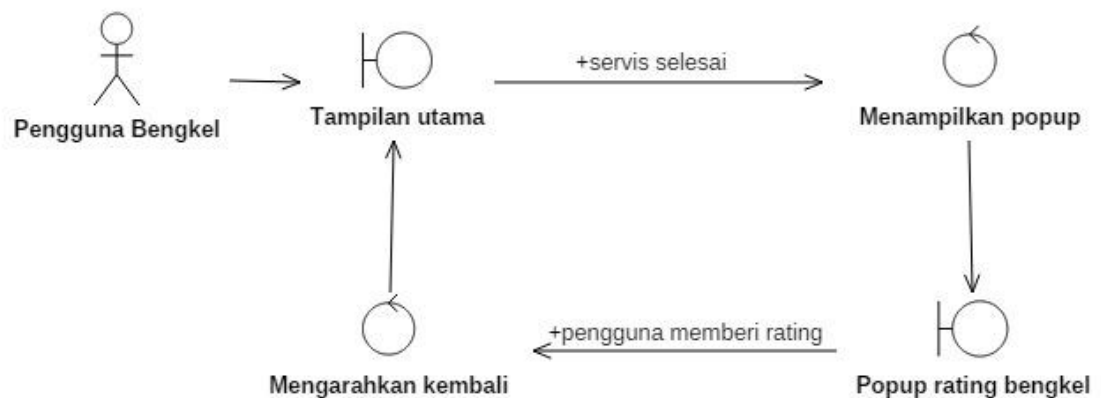 +servis selesai
Pengguna Bengkel
Tampilan utama
Menampilkan popup
+pengguna memberi rating
Mengarahkan kembali
Popup rating bengkel